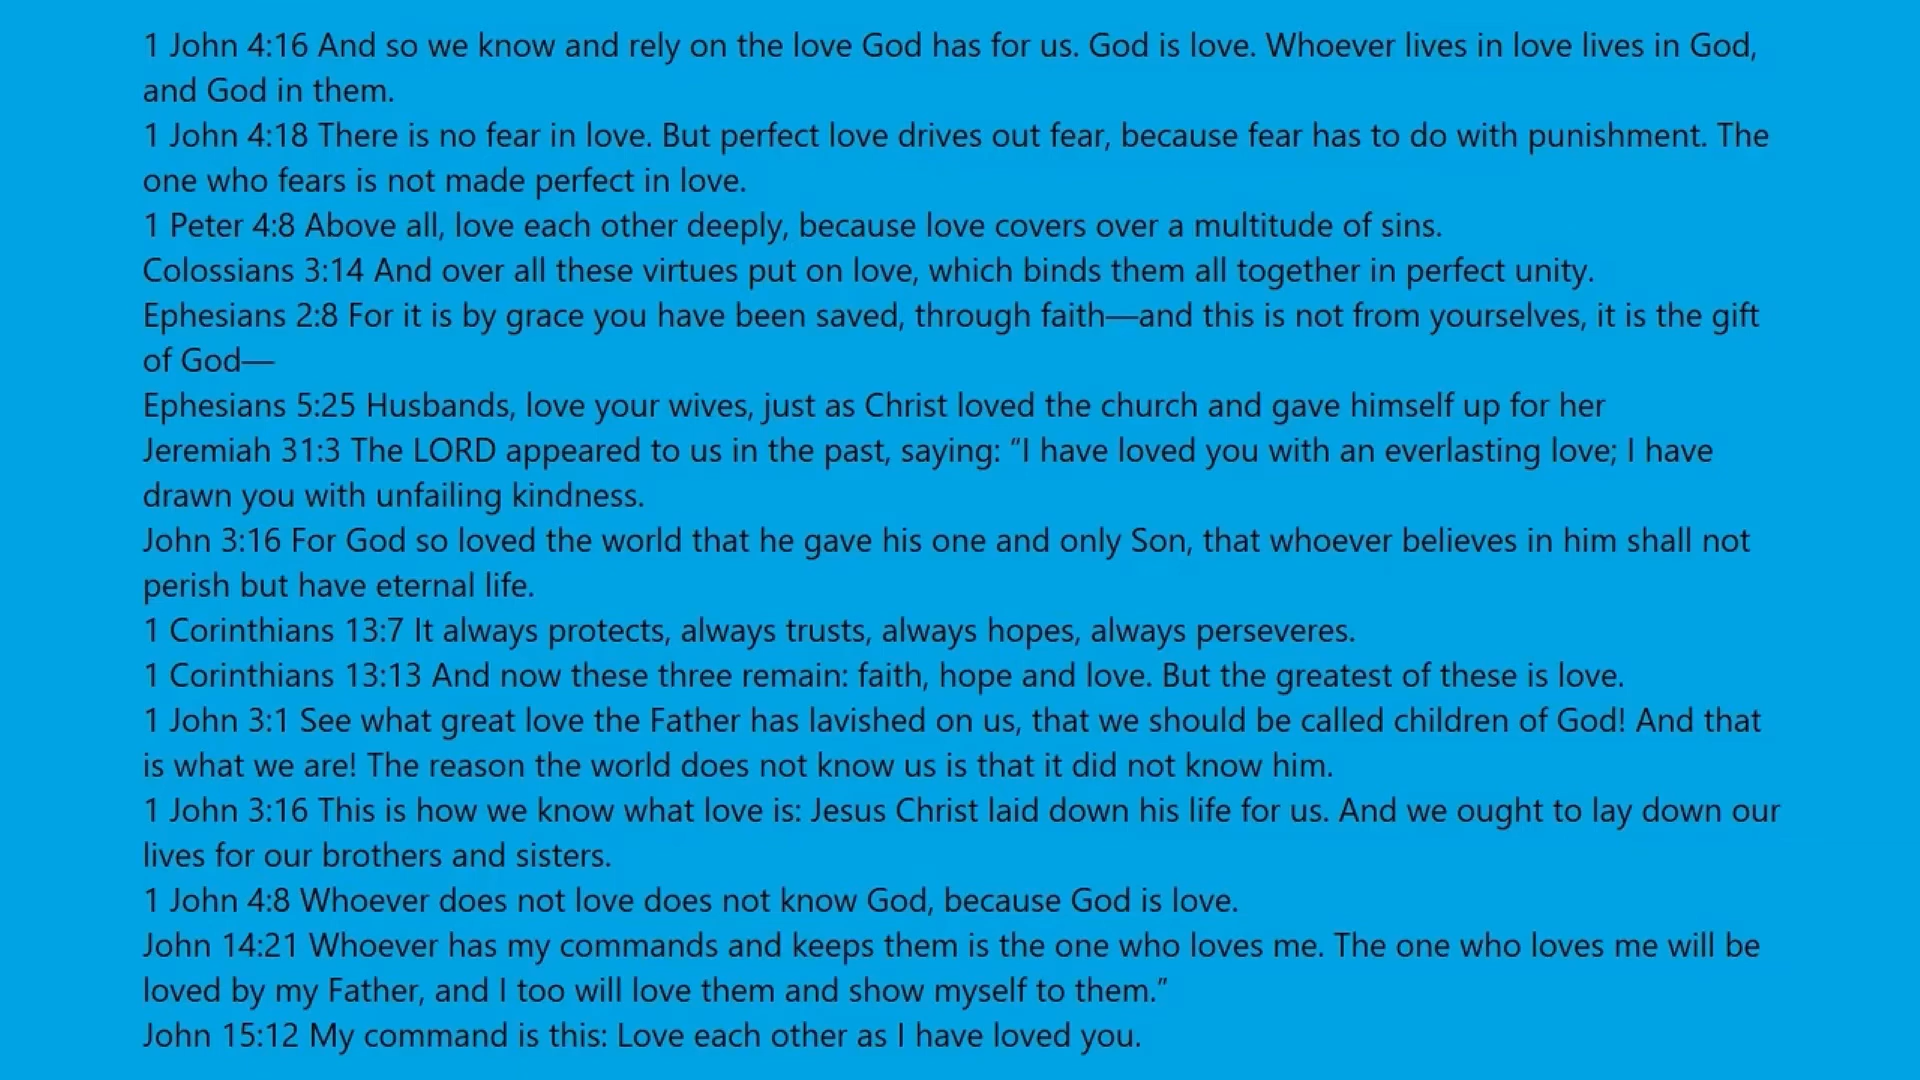 1 John 4:16 And so we know and rely on the love God has for us. God is love. Whoever lives in love lives in God,
and God in them.
1 John 4:18 There is no fear in love. But perfect love drives out fear, because fear has to do with punishment. The
one who fears is not made perfect in love.
1 Peter 4:8 Above all, love each other deeply, because love covers over a multitude of sins.
Colossians 3:14 And over all these virtues put on love, which binds them all together in perfect unity.
Ephesians 2:8 For it is by grace you have been saved, through faith—and this is not from yourselves, it is the gift
of God—
Ephesians 5:25 Husbands, love your wives, just as Christ loved the church and gave himself up for her
Jeremiah 31:3 The LORD appeared to us in the past, saying: “I have loved you with an everlasting love; I have
drawn you with unfailing kindness.
John 3:16 For God so loved the world that he gave his one and only Son, that whoever believes in him shall not
perish but have eternal life.
1 Corinthians 13:7 It always protects, always trusts, always hopes, always perseveres.
1 Corinthians 13:13 And now these three remain: faith, hope and love. But the greatest of these is love.
1 John 3:1 See what great love the Father has lavished on us, that we should be called children of God! And that
is what we are! The reason the world does not know us is that it did not know him.
1 John 3:16 This is how we know what love is: Jesus Christ laid down his life for us. And we ought to lay down our
lives for our brothers and sisters.
1 John 4:8 Whoever does not love does not know God, because God is love.
John 14:21 Whoever has my commands and keeps them is the one who loves me. The one who loves me will be
loved by my Father, and I too will love them and show myself to them.”
John 15:12 My command is this: Love each other as I have loved you.